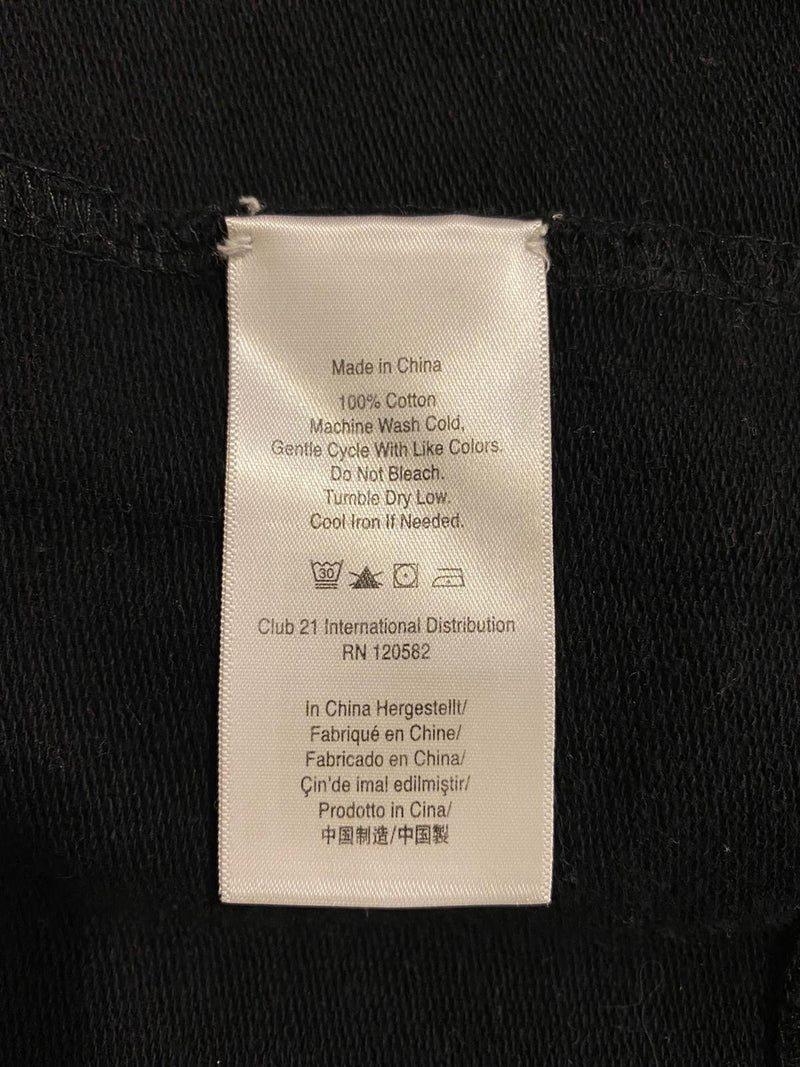 Made in China
100% Cotton
Machine Wash Cold,
Gentle Cycle With Like Colors.
Do Not Bleach.
Tumble Dry Low.
Cool Iron If Needed.
30
Club 21 International Distribution
RN 120582
In China Hergestellt/
Fabriqué en Chine/
Fabricado en China/
Çin'de imal edilmiştir/
Prodotto in Cina/
中国制造/中国製